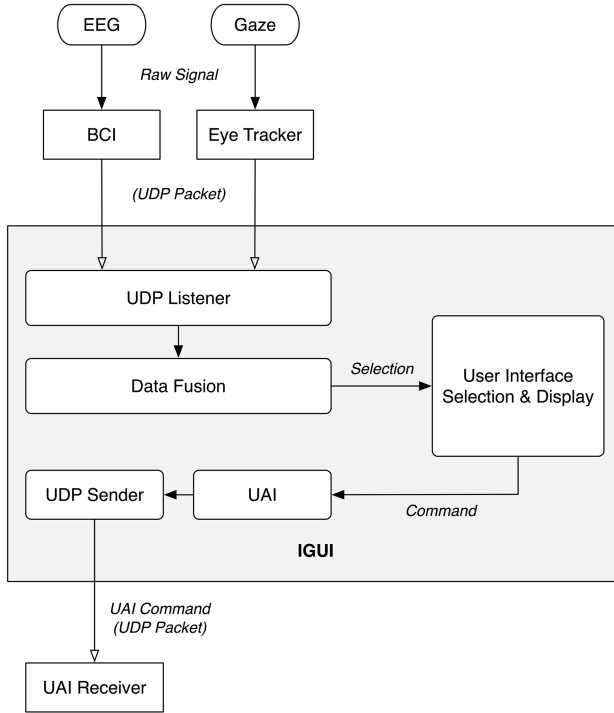 EEG
Gaze
Raw Signal
BCI
Eye Tracker
(UDP Packet)
UDP Listener
Data Fusion
Selection
User Interface
Selection & Display
UDP Sender
UAI
Command
IGUI
UAI Command
(UDP Packet)
UAI Receiver